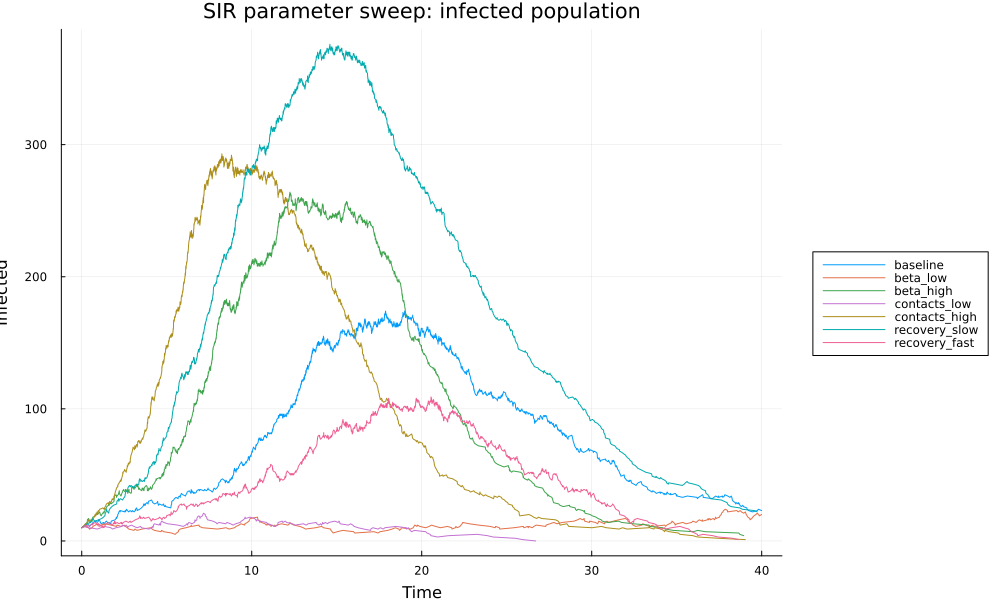 SIR parameter sweep: infected population
300
200
100
0
0
10
20
30
40
Time
Infected
baseline
beta_low
beta_high
contacts_low
contacts_high
recovery_slow
recovery_fast